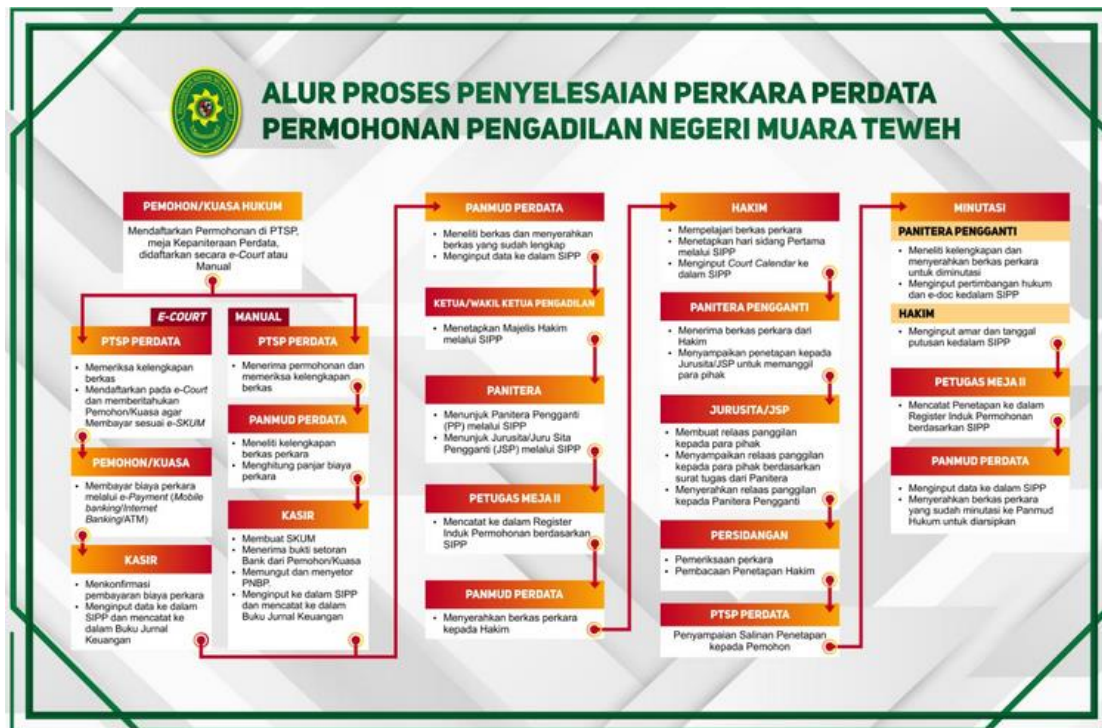 ALUR PROSES PENYELESAIAN PERKARA PERDATA
PERMOHONAN PENGADILAN NEGERI MUARA TEWEH
PEMOHON/KUASA HUKUM
Mendaftarkan Permohonan di PTSP,
meja Kepaniteraan Perdata,
didaftarkan secara e-Court atau
Manual
E-COURT
PTSP PERDATA
• Memeriksa kelengkapan
berkas
• Mendaftarkan pada e-Court
dan memberitahukan
Pemohon/Kuasa agar
Membayar sesuai e-SKUM
PEMOHON/KUASA
• Membayar biaya perkara
melalui e-Payment (Mobile
banking/Internet
Banking/ATM)
KASIR
• Menkonfirmasi
pembayaran biaya perkara
• Menginput data ke dalam
SIPP dan mencatat ke
dalam Buku Jurnal
Keuangan
MANUAL
PTSP PERDATA
• Menerima permohonan dan
memeriksa kelengkapan
berkas
PANMUD PERDATA
• Meneliti kelengkapan
berkas perkara
• Menghitung panjar biaya
perkara
KASIR
• Membuat SKUM
• Menerima bukti setoran
Bank dari Pemohon/Kuasa
• Memungut dan menyetor
PNBP.
• Menginput ke dalam SIPP
dan mencatat ke dalam
Buku Jurnal Keuangan
PANMUD PERDATA
• Meneliti berkas dan menyerahkan
berkas yang sudah lengkap
• Menginput data ke dalam SIPP
KETUA/WAKIL KETUA PENGADILAN
• Menetapkan Majelis Hakim
melalui SIPP
PANITERA
• Menunjuk Panitera Pengganti
(PP) melalui SIPP
• Menunjuk Jurusita/Juru Sita
Pengganti (JSP) melalui SIPP
PETUGAS MEJA II
• Mencatat ke dalam Register
Induk Permohonan berdasarkan
SIPP
PANMUD PERDATA
• Menyerahkan berkas perkara
kepada Hakim
HAKIM
• Mempelajari berkas perkara
• Menetapkan hari sidang Pertama
melalui SIPP
• Menginput Court Calendar ke
dalam SIPP
PANITERA PENGGANTI
• Menerima berkas perkara dari
Hakim
• Menyampaikan penetapan kepada
Jurusita/JSP untuk memanggil
para pihak
JURUSITA/JSP
• Membuat relaas panggilan
kepada para pihak
• Menyampaikan relaas panggilan
kepada para pihak berdasarkan
surat tugas dari Panitera
• Menyerahkan relaas panggilan
kepada Panitera Pengganti
PERSIDANGAN
• Pemeriksaan perkara
• Pembacaan Penetapan Hakim
PTSP PERDATA
Penyampaian Salinan Penetapan
kepada Pemohon
MINUTASI
PANITERA PENGGANTI
• Meneliti kelengkapan dan
menyerahkan berkas perkara
untuk diminutasi
• Menginput pertimbangan hukum
dan e-doc kedalam SIPP
HAKIM
• Menginput amar dan tanggal
putusan kedalam SIPP
PETUGAS MEJA II
• Mencatat Penetapan ke dalam
Register Induk Permohonan
berdasarkan SIPP
PANMUD PERDATA
• Menginput data ke dalam SIPP
• Menyerahkan berkas perkara
yang sudah minutasi ke Panmud
Hukum untuk diarsipkan